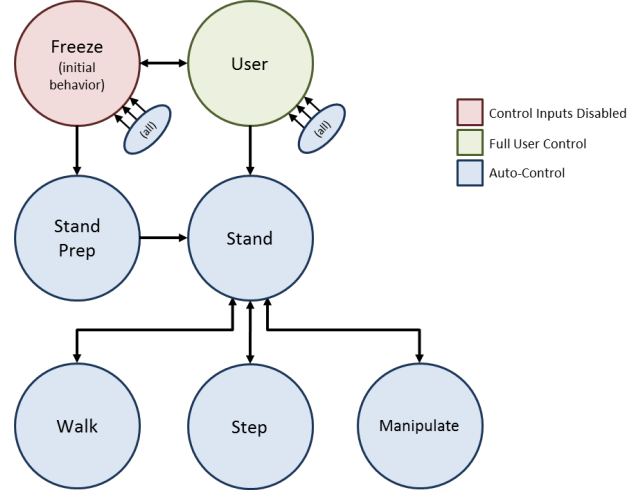 Freeze
(initial
behavior)
User
(all)
(all)
Control Inputs Disabled
Full User Control
Auto-Control
Stand
Prep
Stand
Walk
Step
Manipulate